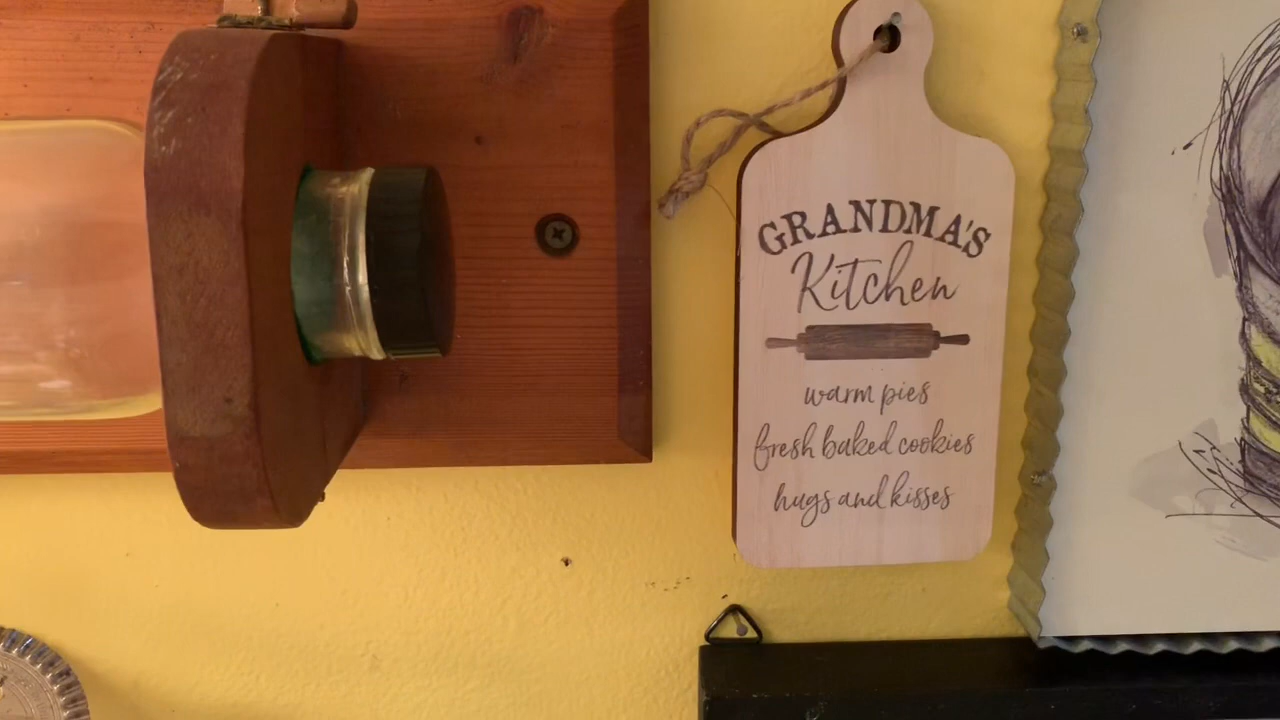 GRANDMA'S
Kitchen
warm pies
fresh baked cookies
hugs and kisses